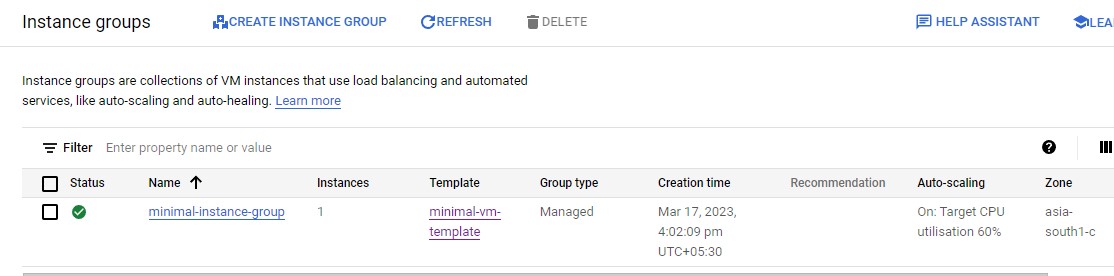 Instance groups CREATE INSTANCE GROUP REFRESH DELETE HELP ASSISTANT
Instance groups are collections of VM instances that use load balancing and automated
services, like auto-scaling and auto-healing. Learn more
Filter Enter property name or value
Status Name Instances Template Group type Creation time Recommendation Auto-scaling Zone
minimal-instance-group 1 minimal-vm- Managed Mar 17, 2023, On: Target CPU asia-
template 4:02:09 pm utilisation 60% south1-c
UTC+05:30